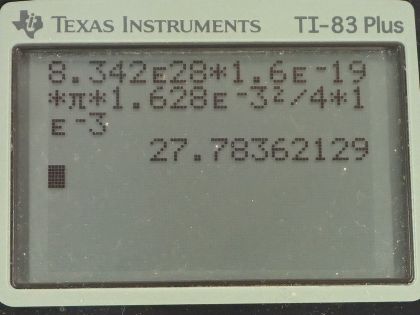 TEXAS INSTRUMENTS TI-83 Plus
8.342ᴇ28*1.6ᴇ⁻19
*π*1.628ᴇ⁻3²/4*1
ᴇ⁻3
27.78362129